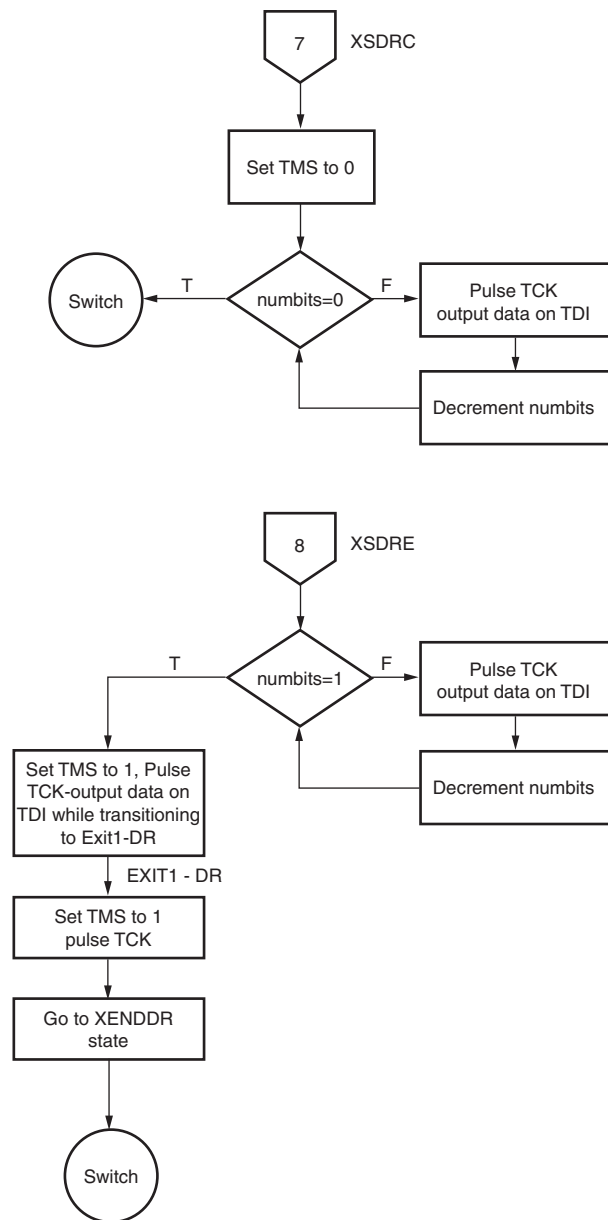 7
XSDRC
Set TMS to 0
T
numbits=0
F
Switch
Pulse TCK
output data on TDI
Decrement numbits
8
XSDRE
T
numbits=1
F
Pulse TCK
output data on TDI
Decrement numbits
Set TMS to 1, Pulse
TCK-output data on
TDI while transitioning
to Exit1-DR
EXIT1 - DR
Set TMS to 1
pulse TCK
Go to XENDDR
state
Switch